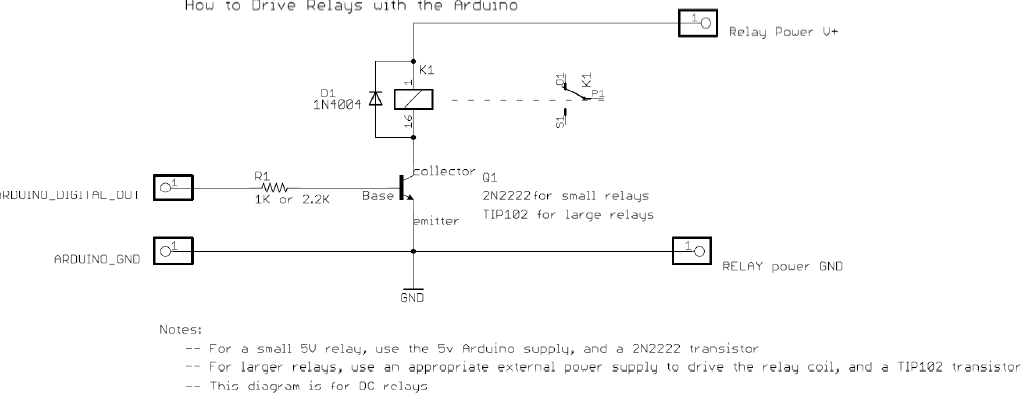 How to Drive Relays with the Arduino
1
Relay Power V+
K1
1
D1
1N4004
16
O1
K1
P1
S1
collector
Q1
2N2222for small relays
TIP102 for large relays
ARDUINO_DIGITAL_OUT
1
R1
1K or 2.2K
Base
emitter
ARDUINO_GND
1
1
RELAY power GND
GND
Notes:
-- For a small 5V relay, use the 5v Arduino supply, and a 2N2222 transistor
-- For larger relays, use an appropriate external power supply to drive the relay coil, and a TIP102 transistor
-- This diagram is for DC relays